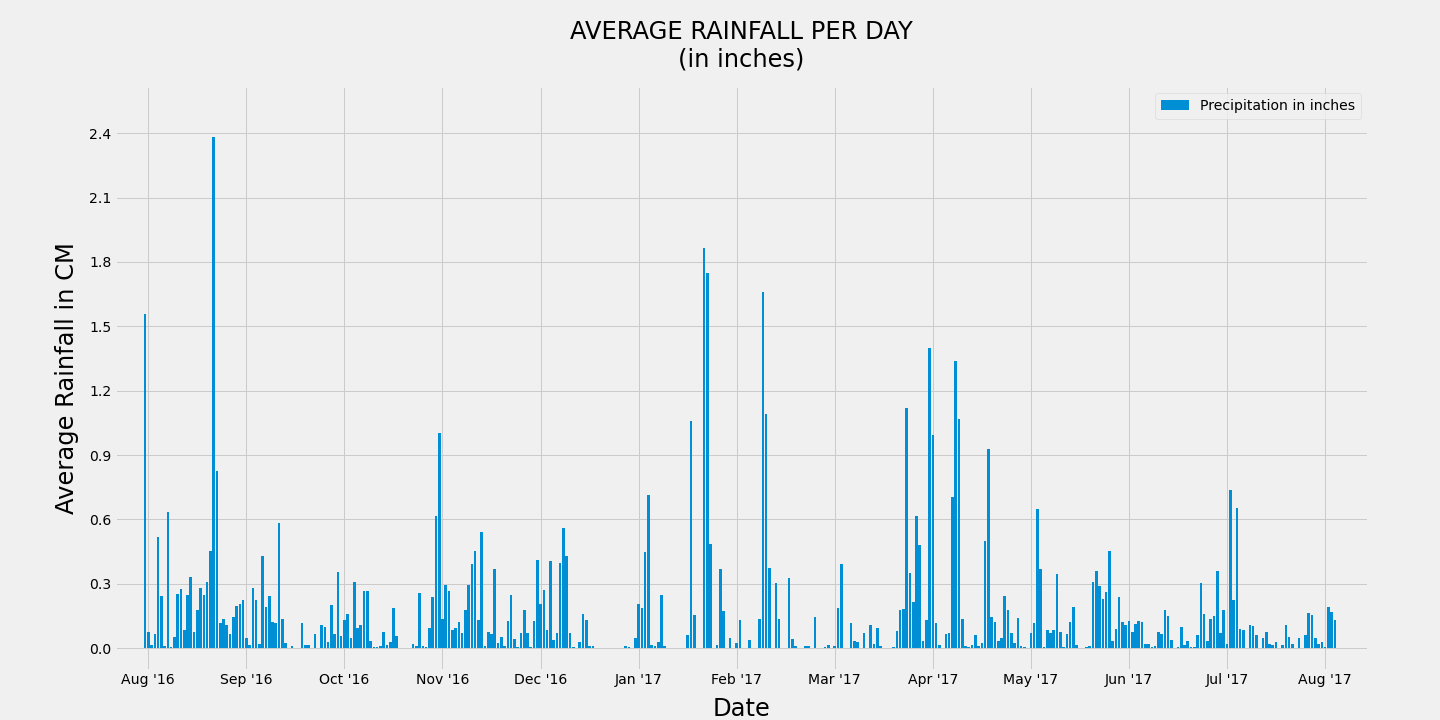 AVERAGE RAINFALL PER DAY
(in inches)
Precipitation in inches
Average Rainfall in CM
2.4
2.1
1.8
1.5
1.2
0.9
0.6
0.3
0.0
Aug '16 Sep '16 Oct '16 Nov '16 Dec '16 Jan '17 Feb '17 Mar '17 Apr '17 May '17 Jun '17 Jul '17 Aug '17
Date